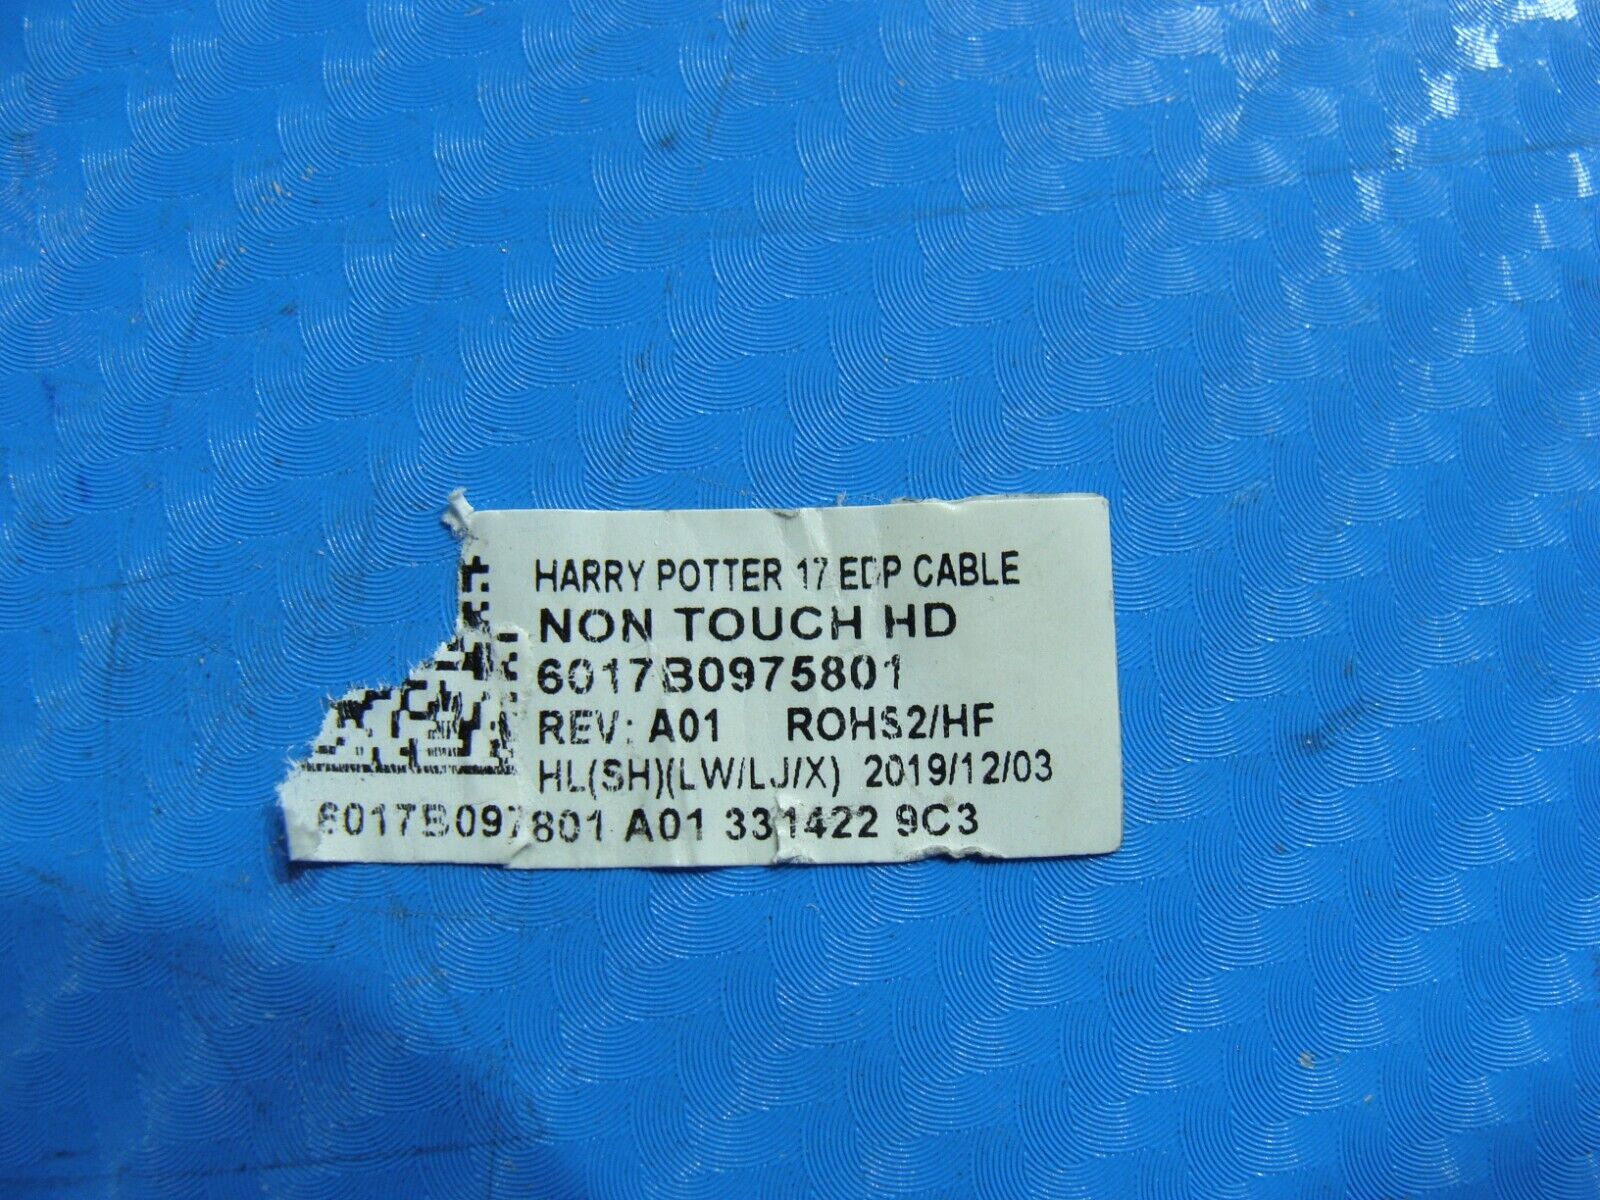 HARRY POTTER 17 EDP CABLE
NON TOUCH HD
6017B0975801
REV: A01 ROHS2/HF
HL(SH)(LW/LJ/X) 2019/12/03
6017B097801 A01 331422 9C3